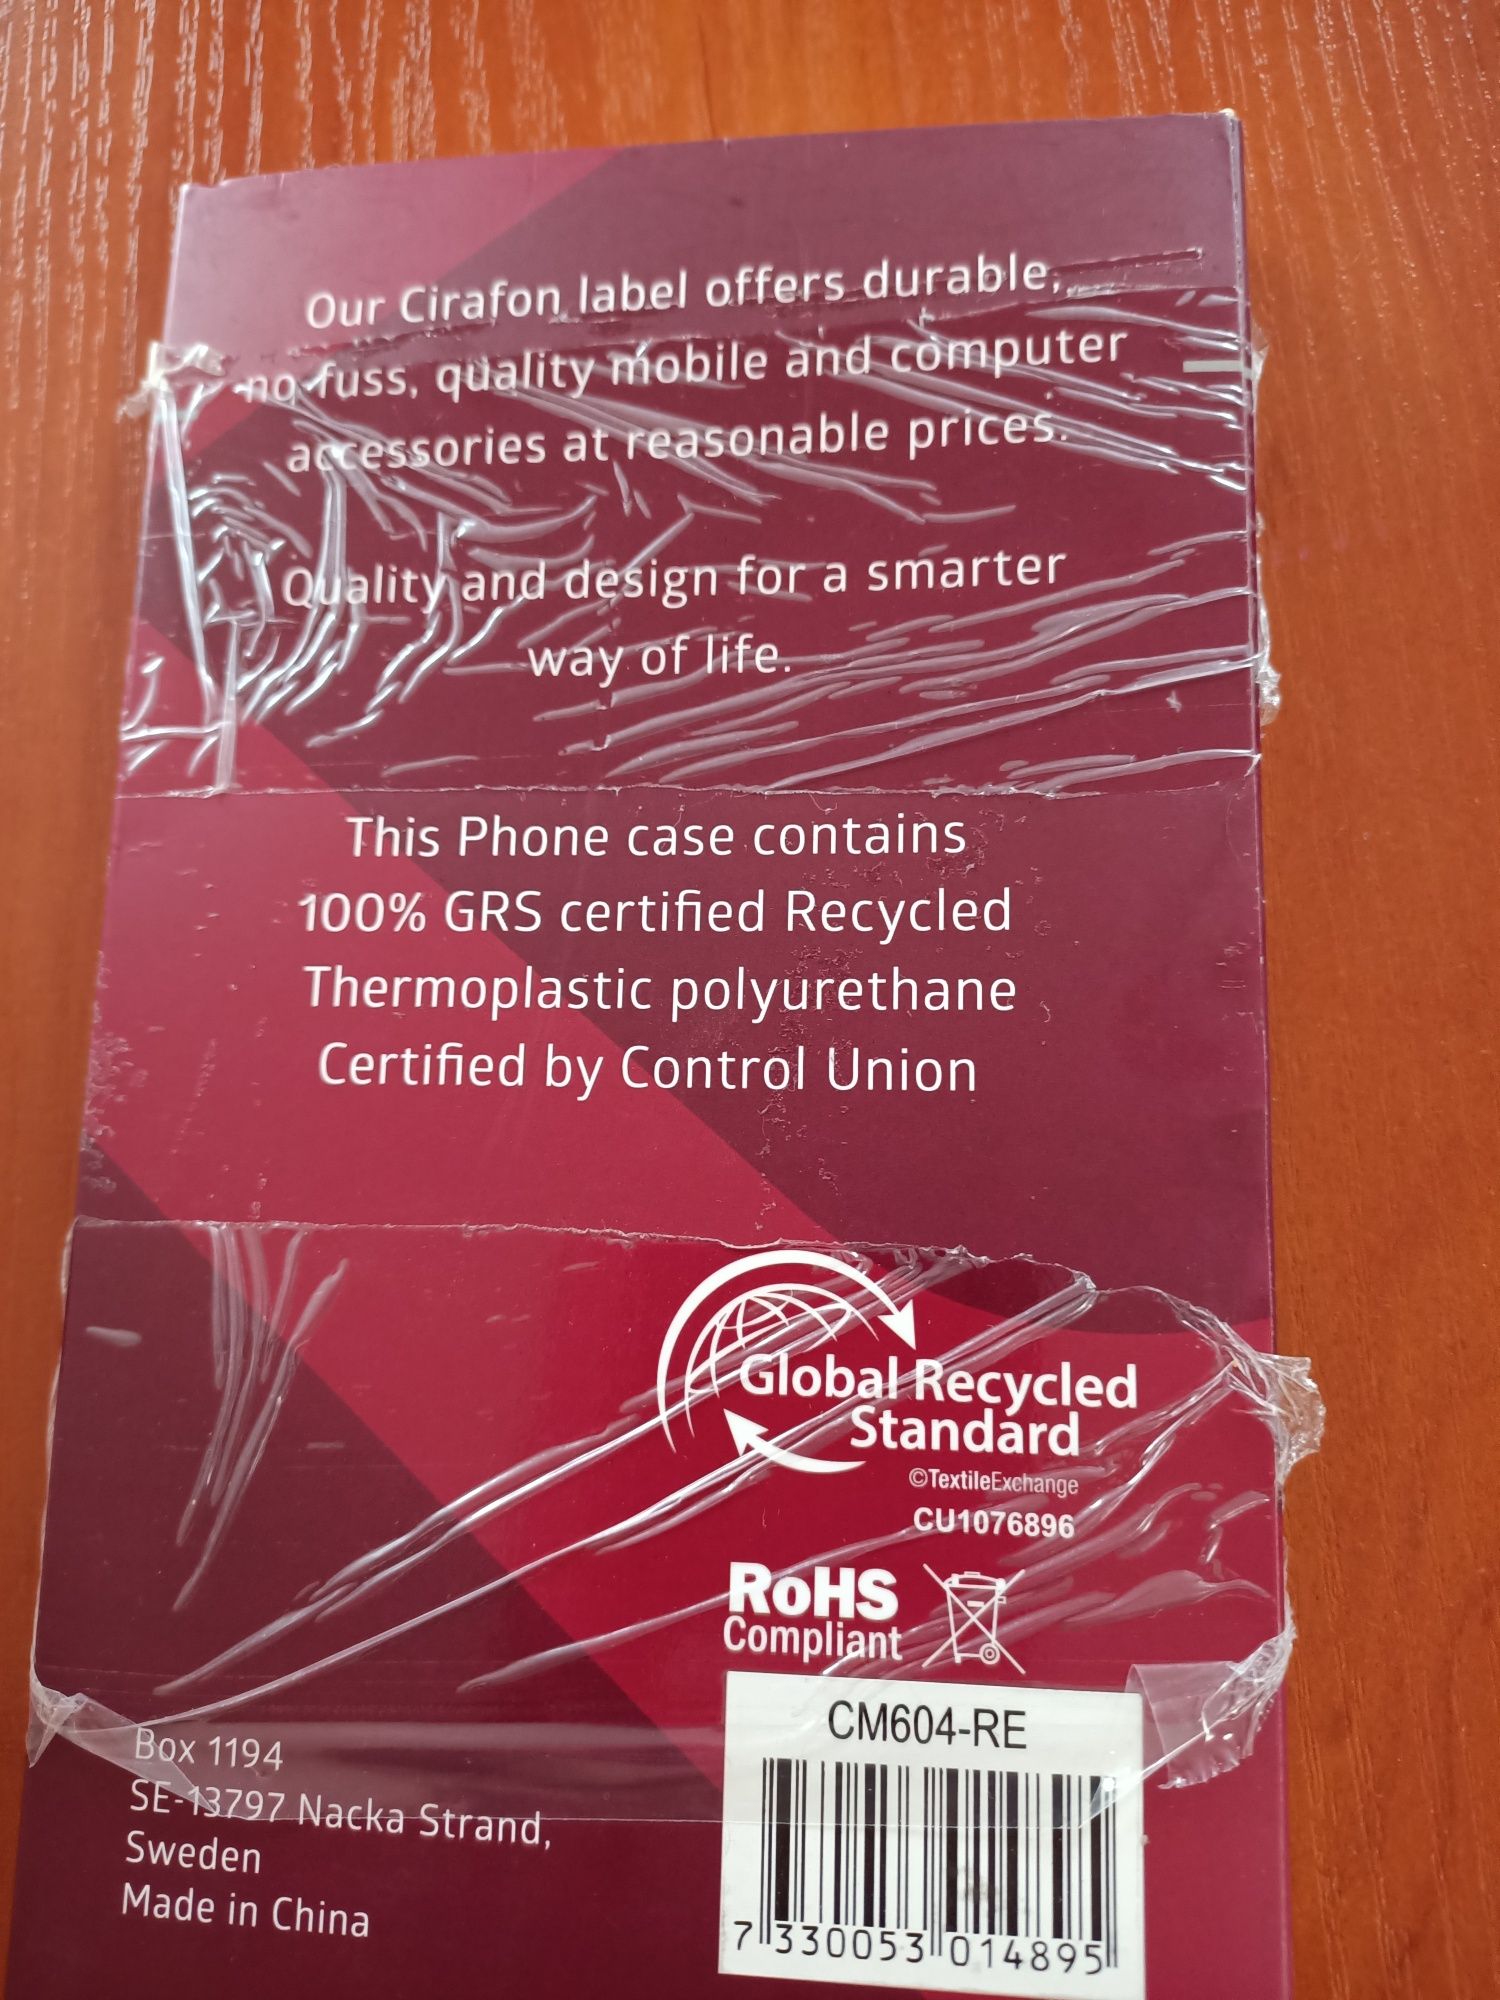 Our Cirafon label offers durable,
no-fuss, quality mobile and computer
accessories at reasonable prices.
Quality and design for a smarter
way of life.
This Phone case contains
100% GRS certified Recycled
Thermoplastic polyurethane
Certified by Control Union
Global Recycled
Standard
©TextileExchange
CU1076896
RoHS
Compliant
CM604-RE
7 330053 014895
Box 1194
SE-13797 Nacka Strand,
Sweden
Made in China